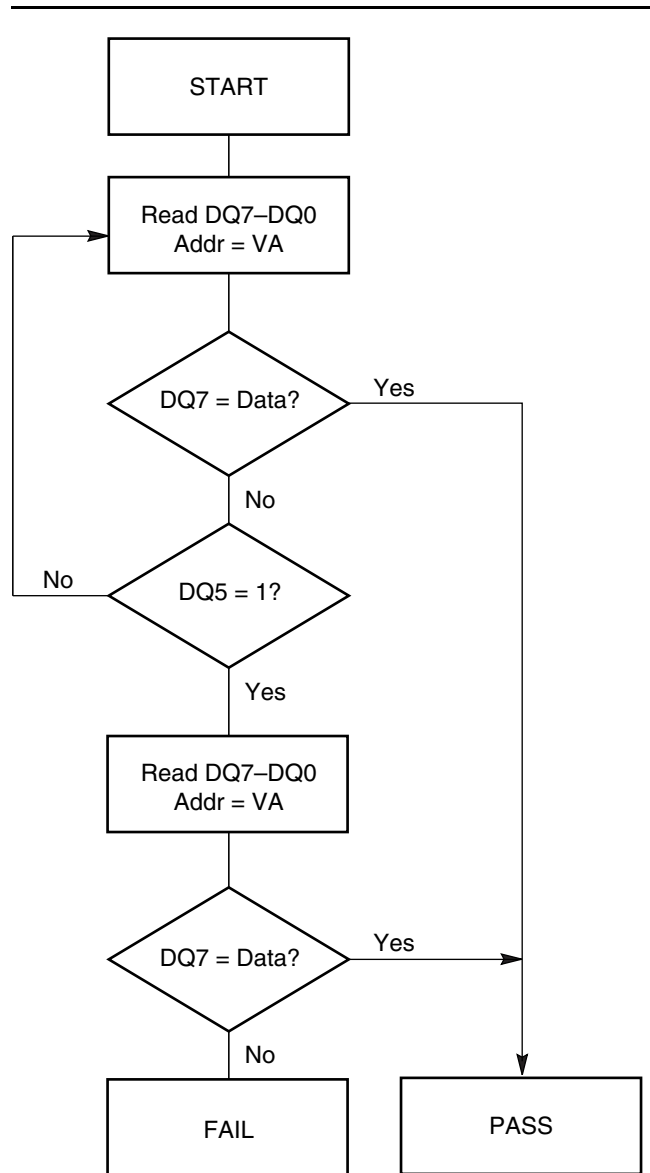 START
Read DQ7–DQ0
Addr = VA
DQ7 = Data?
Yes
No
No
DQ5 = 1?
Yes
Read DQ7–DQ0
Addr = VA
DQ7 = Data?
Yes
No
FAIL
PASS